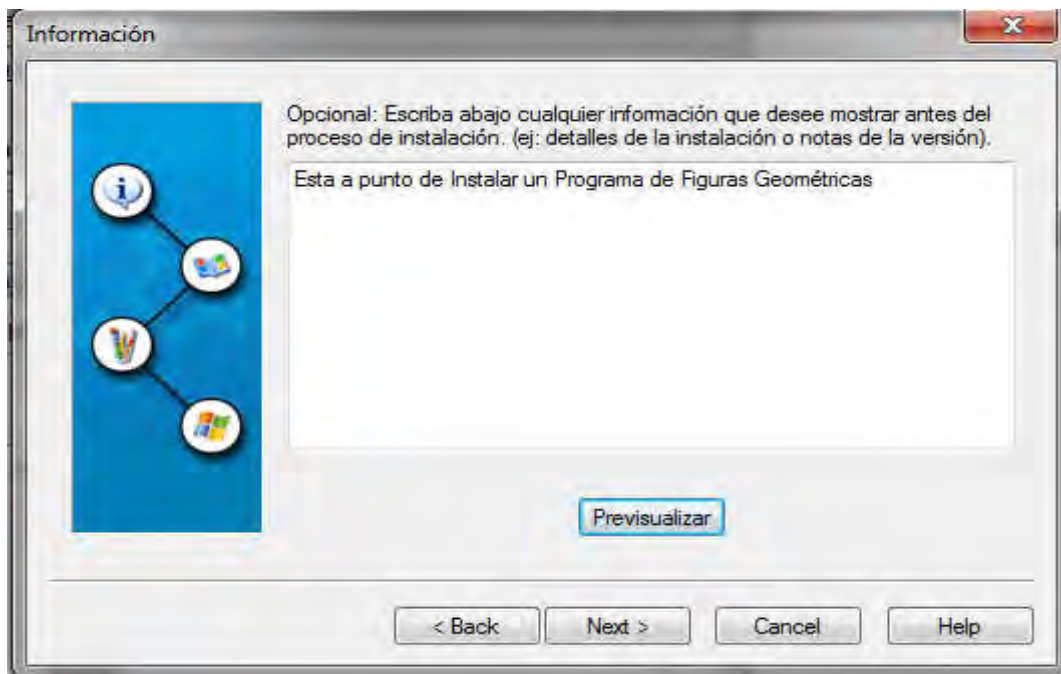 Información
Opcional: Escriba abajo cualquier información que desee mostrar antes del
proceso de instalación. (ej: detalles de la instalación o notas de la versión).
Esta a punto de Instalar un Programa de Figuras Geométricas
Previsualizar
< Back Next > Cancel Help